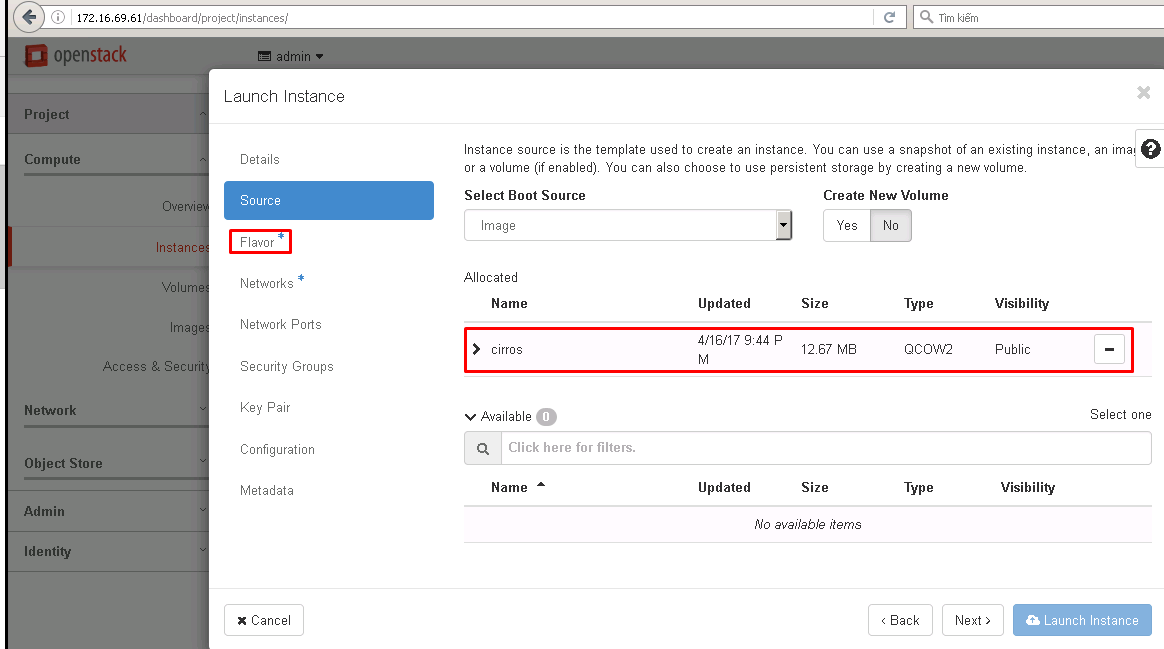 172.16.69.61/dashboard/project/instances/
Tìm kiếm
openstack
admin
Project
Compute
Overview
Instances
Volumes
Images
Access & Security
Network
Object Store
Admin
Identity
Launch Instance
Details
Source
Flavor *
Networks *
Network Ports
Security Groups
Key Pair
Configuration
Metadata
Instance source is the template used to create an instance. You can use a snapshot of an existing instance, an ima
or a volume (if enabled). You can also choose to use persistent storage by creating a new volume.
Select Boot Source
Create New Volume
Image
Yes No
Allocated
Name Updated Size Type Visibility
cirros 4/16/17 9:44 P
M 12.67 MB QCOW2 Public
Available 0
Select one
Click here for filters.
Name Updated Size Type Visibility
No available items
Cancel
‹ Back
Next ›
Launch Instance